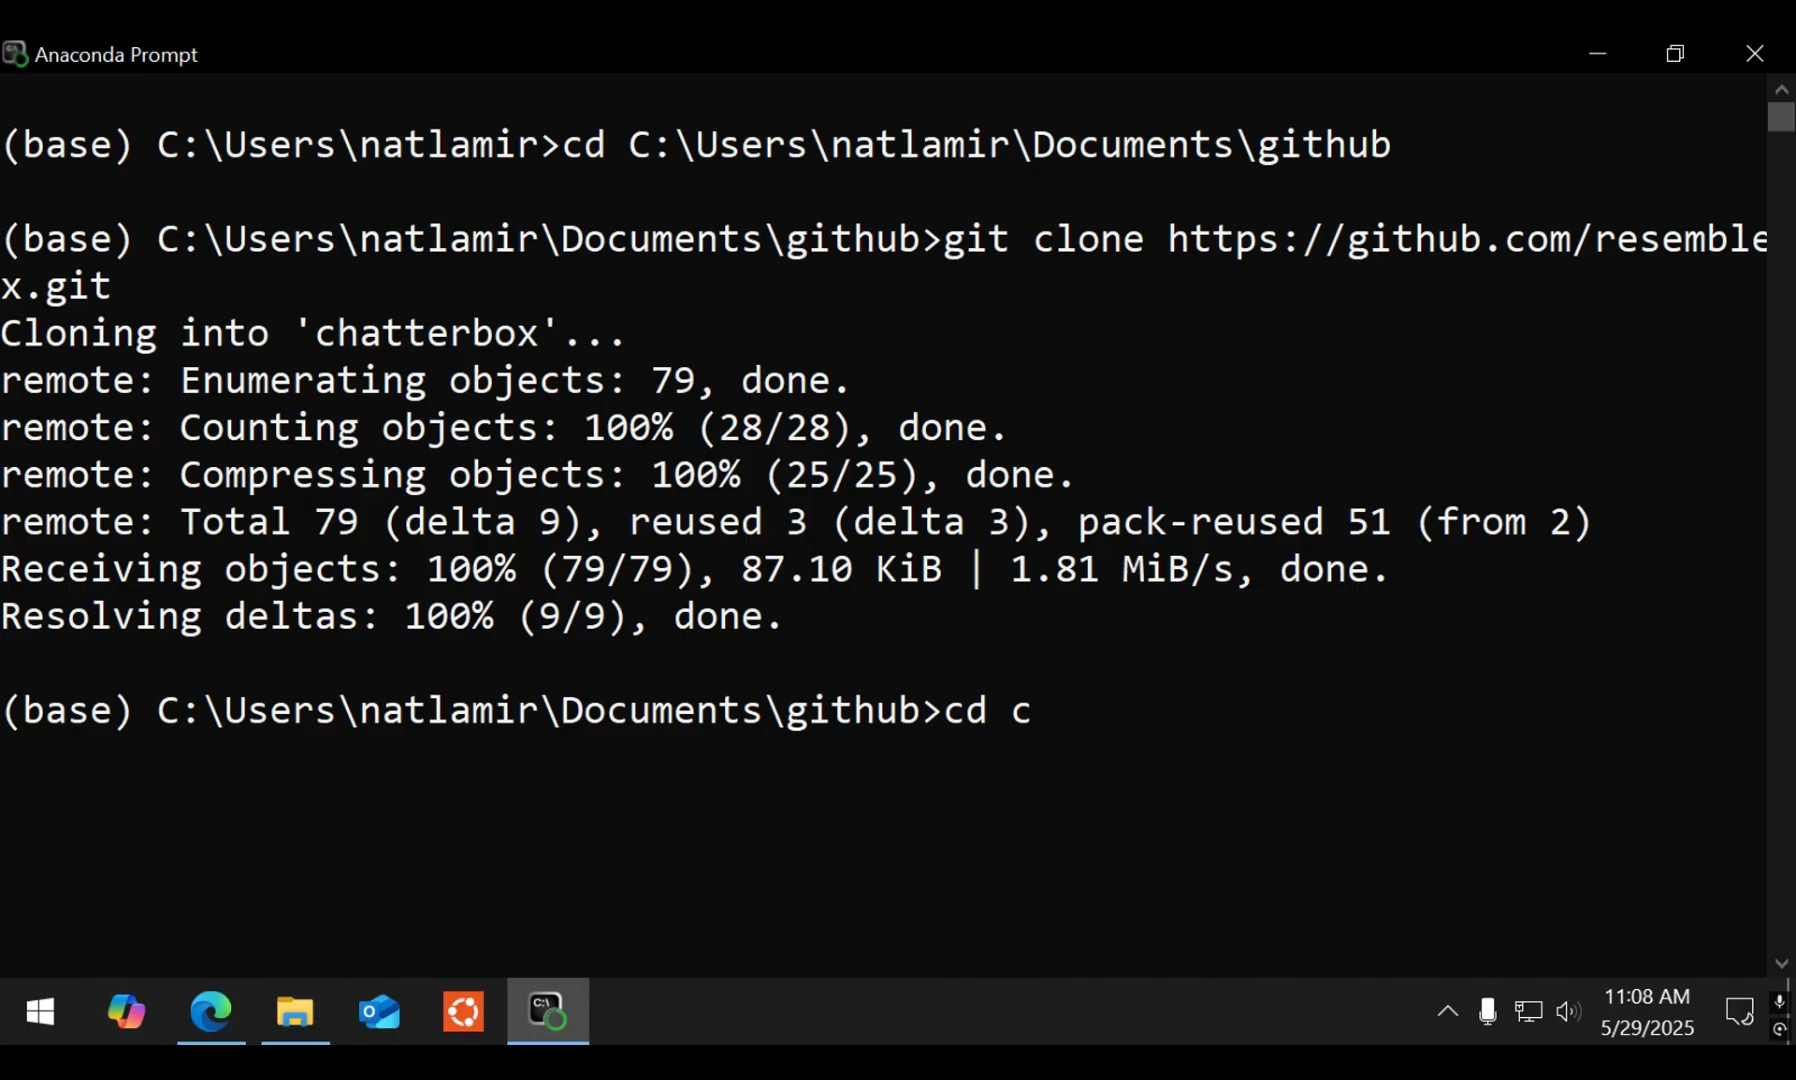 Anaconda Prompt
(base) C:\Users\natlamir>cd C:\Users\natlamir\Documents\github
(base) C:\Users\natlamir\Documents\github>git clone https://github.com/resemble
x.git
Cloning into 'chatterbox'...
remote: Enumerating objects: 79, done.
remote: Counting objects: 100% (28/28), done.
remote: Compressing objects: 100% (25/25), done.
remote: Total 79 (delta 9), reused 3 (delta 3), pack-reused 51 (from 2)
Receiving objects: 100% (79/79), 87.10 KiB | 1.81 MiB/s, done.
Resolving deltas: 100% (9/9), done.
(base) C:\Users\natlamir\Documents\github>cd c
11:08 AM
5/29/2025